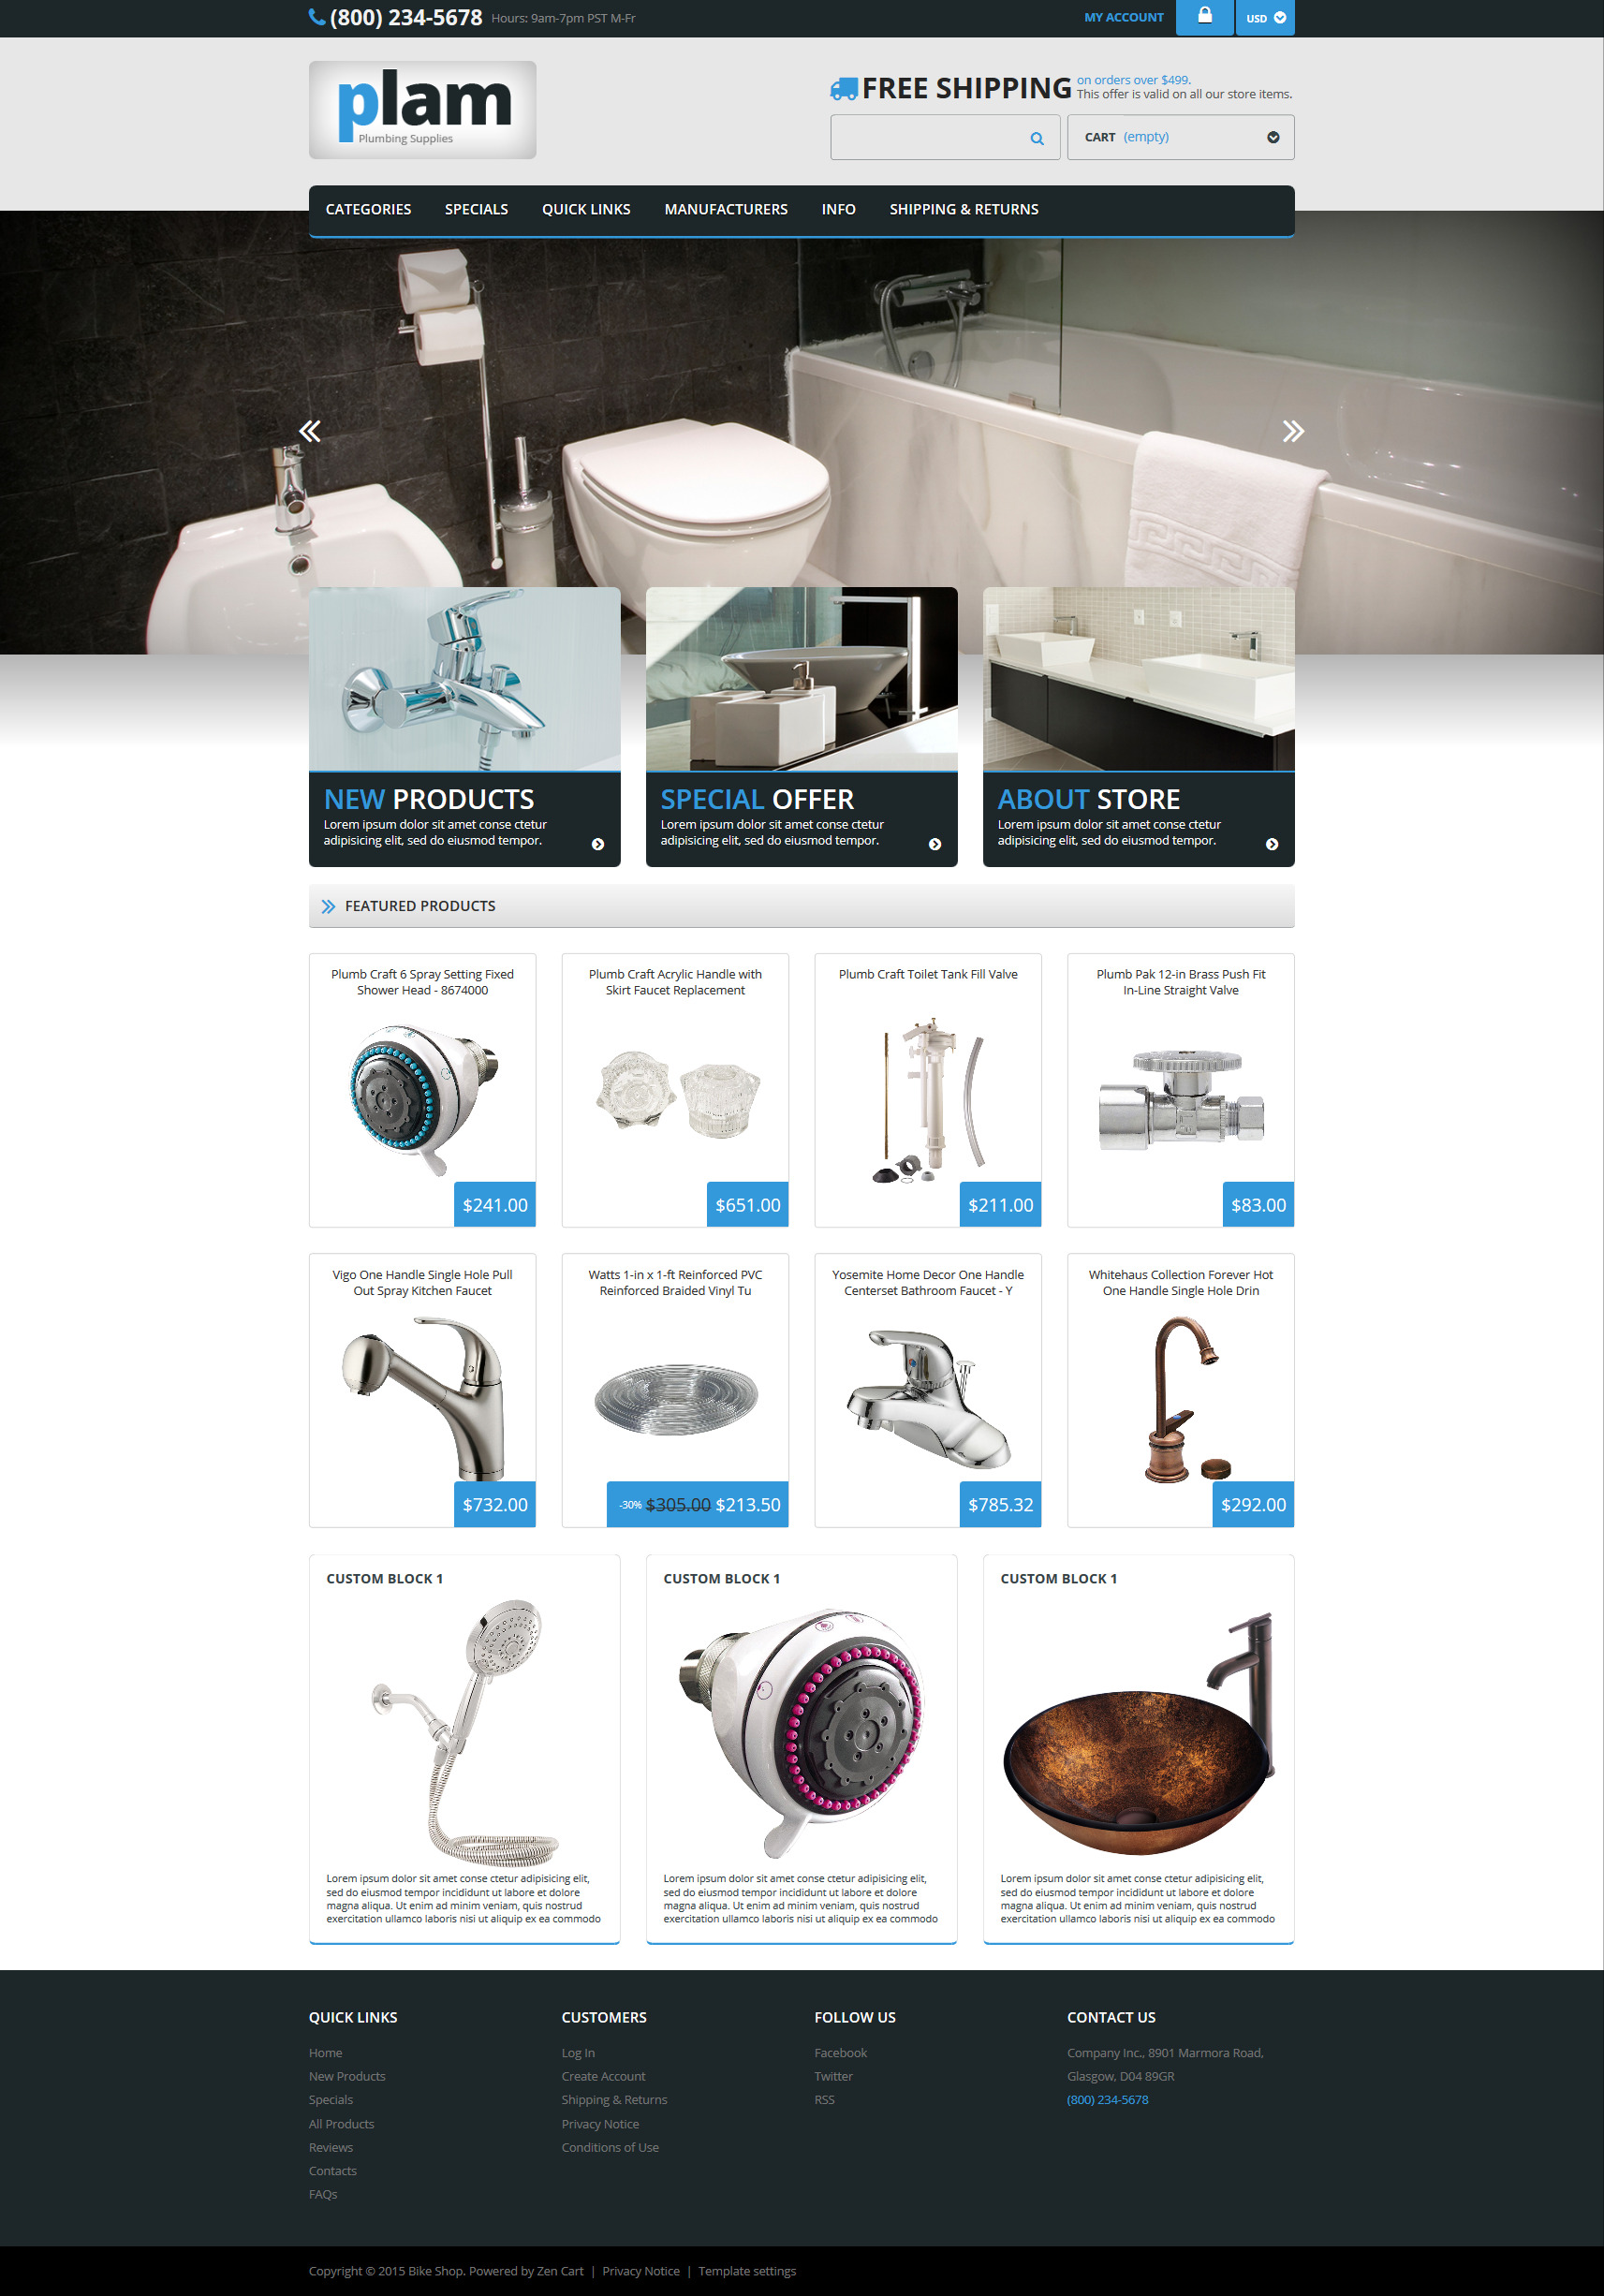 (800) 234-5678 Hours: 9am-7pm PST M-Fr
MY ACCOUNT
USD
plam
Plumbing Supplies
FREE SHIPPING
on orders over $499.
This offer is valid on all our store items.
CART (empty)
CATEGORIES SPECIALS QUICK LINKS MANUFACTURERS INFO SHIPPING & RETURNS
NEW PRODUCTS
Lorem ipsum dolor sit amet conse ctetur
adipisicing elit, sed do eiusmod tempor.
SPECIAL OFFER
Lorem ipsum dolor sit amet conse ctetur
adipisicing elit, sed do eiusmod tempor.
ABOUT STORE
Lorem ipsum dolor sit amet conse ctetur
adipisicing elit, sed do eiusmod tempor.
FEATURED PRODUCTS
Plumb Craft 6 Spray Setting Fixed
Shower Head - 8674000
$241.00
Plumb Craft Acrylic Handle with
Skirt Faucet Replacement
$651.00
Plumb Craft Toilet Tank Fill Valve
$211.00
Plumb Pak 12-in Brass Push Fit
In-Line Straight Valve
$83.00
Vigo One Handle Single Hole Pull
Out Spray Kitchen Faucet
$732.00
Watts 1-in x 1-ft Reinforced PVC
Reinforced Braided Vinyl Tu
-30% $305.00 $213.50
Yosemite Home Decor One Handle
Centerset Bathroom Faucet - Y
$785.32
Whitehaus Collection Forever Hot
One Handle Single Hole Drin
$292.00
CUSTOM BLOCK 1
Lorem ipsum dolor sit amet conse ctetur adipisicing elit,
sed do eiusmod tempor incididunt ut labore et dolore
magna aliqua. Ut enim ad minim veniam, quis nostrud
exercitation ullamco laboris nisi ut aliquip ex ea commodo
CUSTOM BLOCK 1
Lorem ipsum dolor sit amet conse ctetur adipisicing elit,
sed do eiusmod tempor incididunt ut labore et dolore
magna aliqua. Ut enim ad minim veniam, quis nostrud
exercitation ullamco laboris nisi ut aliquip ex ea commodo
CUSTOM BLOCK 1
Lorem ipsum dolor sit amet conse ctetur adipisicing elit,
sed do eiusmod tempor incididunt ut labore et dolore
magna aliqua. Ut enim ad minim veniam, quis nostrud
exercitation ullamco laboris nisi ut aliquip ex ea commodo
QUICK LINKS
Home
New Products
Specials
All Products
Reviews
Contacts
FAQs
CUSTOMERS
Log In
Create Account
Shipping & Returns
Privacy Notice
Conditions of Use
FOLLOW US
Facebook
Twitter
RSS
CONTACT US
Company Inc., 8901 Marmora Road,
Glasgow, D04 89GR
(800) 234-5678
Copyright © 2015 Bike Shop. Powered by Zen Cart | Privacy Notice | Template settings